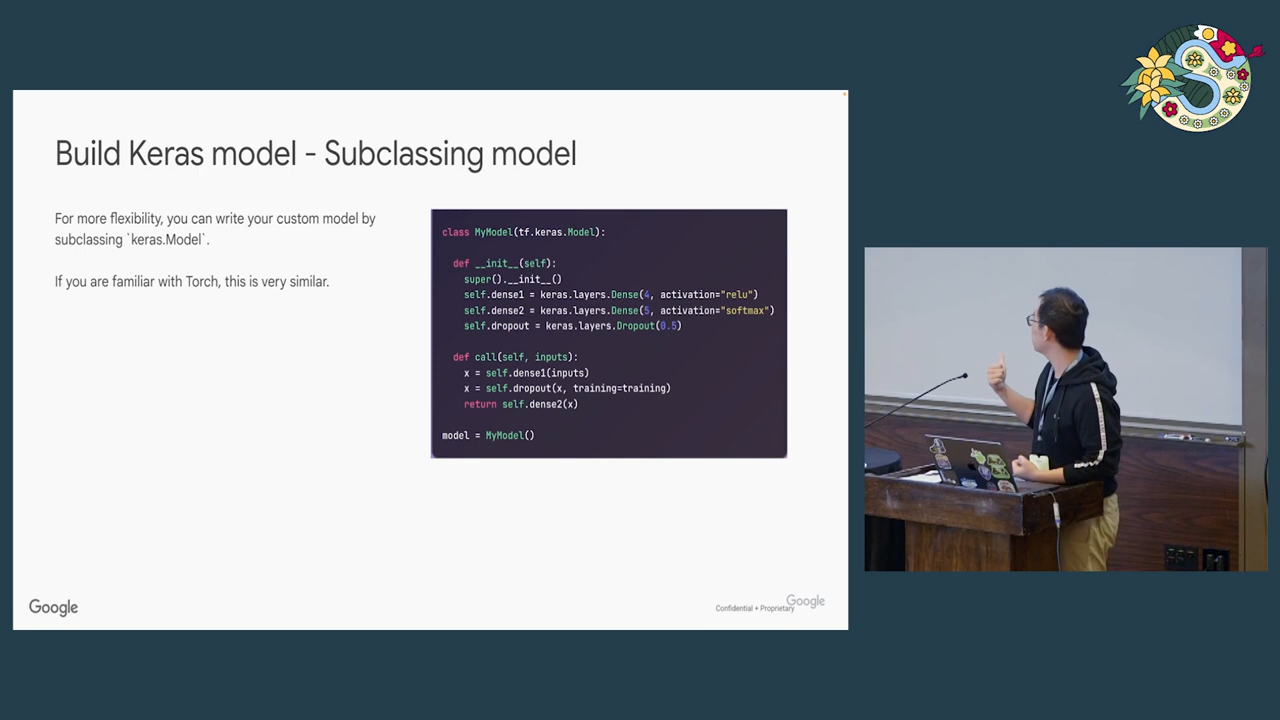 Build Keras model - Subclassing model
For more flexibility, you can write your custom model by
subclassing `keras.Model`.
If you are familiar with Torch, this is very similar.
class MyModel(tf.keras.Model):
def __init__(self):
super().__init__()
self.dense1 = keras.layers.Dense(4, activation="relu")
self.dense2 = keras.layers.Dense(5, activation="softmax")
self.dropout = keras.layers.Dropout(0.5)
def call(self, inputs):
x = self.dense1(inputs)
x = self.dropout(x, training=training)
return self.dense2(x)
model = MyModel()
Google
Confidential + Proprietary
Google